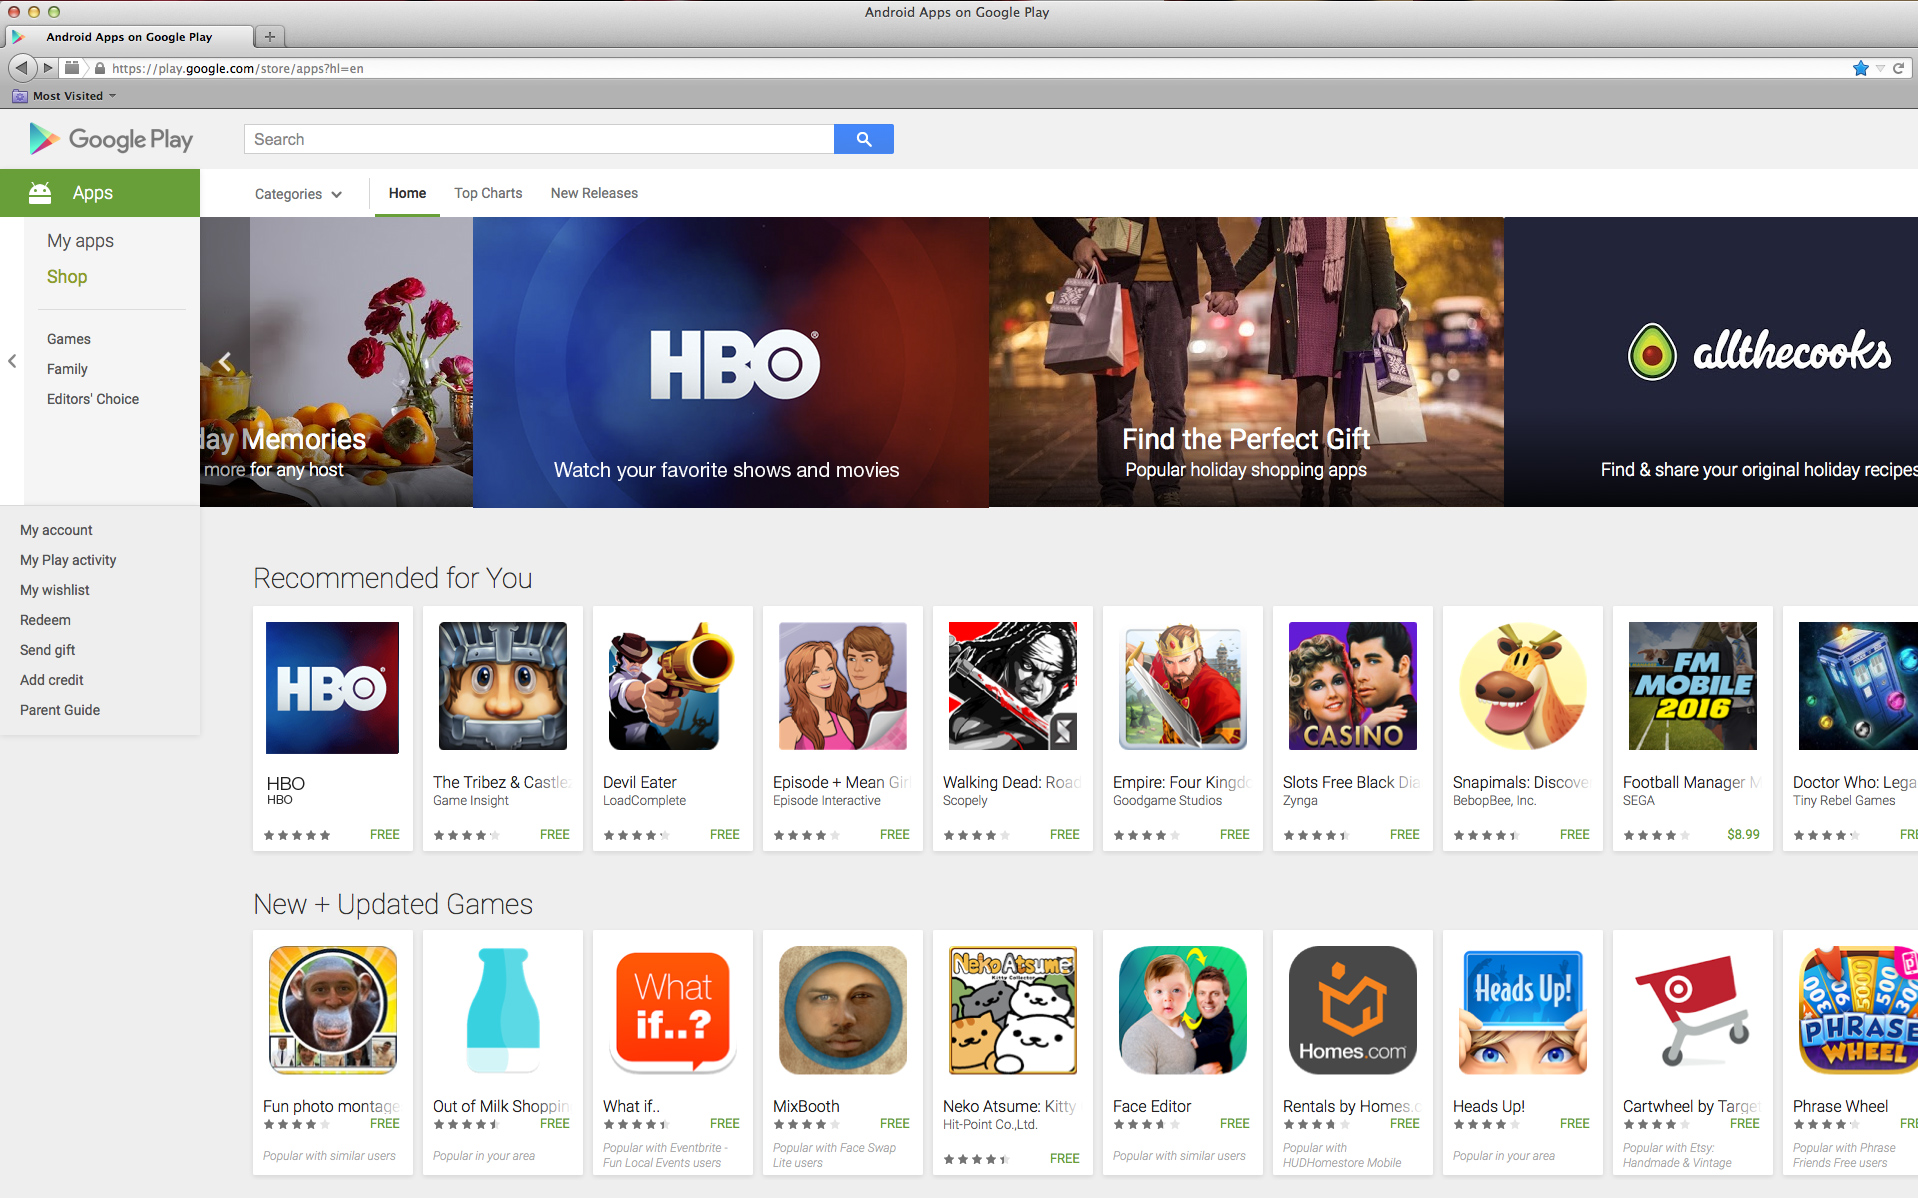 Android Apps on Google Play
Android Apps on Google Play
https://play.google.com/store/apps?hl=en
Most Visited
Google Play
Search
Apps
Categories
Home
Top Charts
New Releases
My apps
Shop
Games
Family
Editors' Choice
My account
My Play activity
My wishlist
Redeem
Send gift
Add credit
Parent Guide
day Memories
more for any host
HBO®
Watch your favorite shows and movies
Find the Perfect Gift
Popular holiday shopping apps
allthecooks
Find & share your original holiday recipes
Recommended for You
HBO®
HBO
HBO
FREE
The Tribez & Castlez
Game Insight
FREE
Devil Eater
LoadComplete
FREE
Episode + Mean Girl
Episode Interactive
FREE
Walking Dead: Road
Scopely
FREE
Empire: Four Kingdo
Goodgame Studios
FREE
CASINO
Slots Free Black Dia
Zynga
FREE
Snapimals: Discove
BebopBee, Inc.
FREE
FM
MOBILE
2016
Football Manager M
SEGA
$8.99
Doctor Who: Lega
Tiny Rebel Games
FRE
New + Updated Games
Fun photo montage
FREE
Popular with similar users
Out of Milk Shoppin
FREE
Popular in your area
What
if..?
What if..
FREE
Popular with Eventbrite -
Fun Local Events users
MixBooth
FREE
Popular with Face Swap
Lite users
Neko Atsume
Kitty Collector
Neko Atsume: Kitty
Hit-Point Co.,Ltd.
FREE
Face Editor
FREE
Popular with similar users
Homes.com
Rentals by Homes.c
FREE
Popular with
HUDHomestore Mobile
Heads Up!
Heads Up!
FREE
Popular in your area
Cartwheel by Target
FREE
Popular with Etsy:
Handmade & Vintage
PHRASE
WHEEL
Phrase Wheel
FRE
Popular with Phrase
Friends Free users